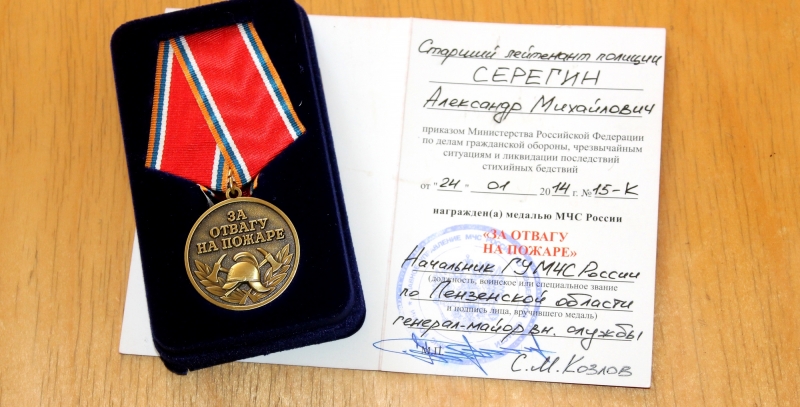 ЗА
ОТВАГУ
НА ПОЖАРЕ
Старший лейтенант полиции
СЕРЕГИН
Александр Михайлович
приказом Министерства Российской Федерации
по делам гражданской обороны, чрезвычайным
ситуациям и ликвидации последствий
стихийных бедствий
от "24" 01 2014 г. № 15-К
награжден(а) медалью МЧС России
«ЗА ОТВАГУ
НА ПОЖАРЕ»
Начальник ГУ МЧС России
(должность, воинское или специальное звание
по Пензенской области
и подпись лица, вручившего медаль)
генерал-майор вн. службы
С.М. Козлов